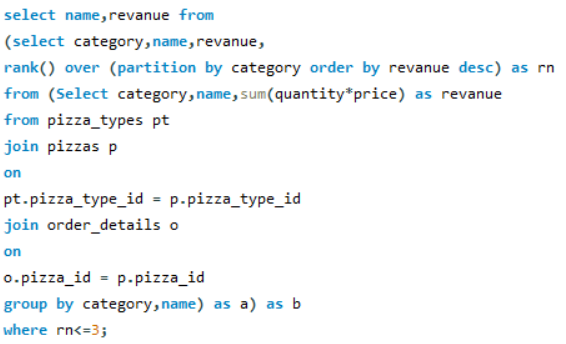 select name,revanue from
(select category,name,revanue,
rank() over (partition by category order by revanue desc) as rn
from (Select category,name,sum(quantity*price) as revanue
from pizza_types pt
join pizzas p
on
pt.pizza_type_id = p.pizza_type_id
join order_details o
on
o.pizza_id = p.pizza_id
group by category,name) as a) as b
where rn<=3;